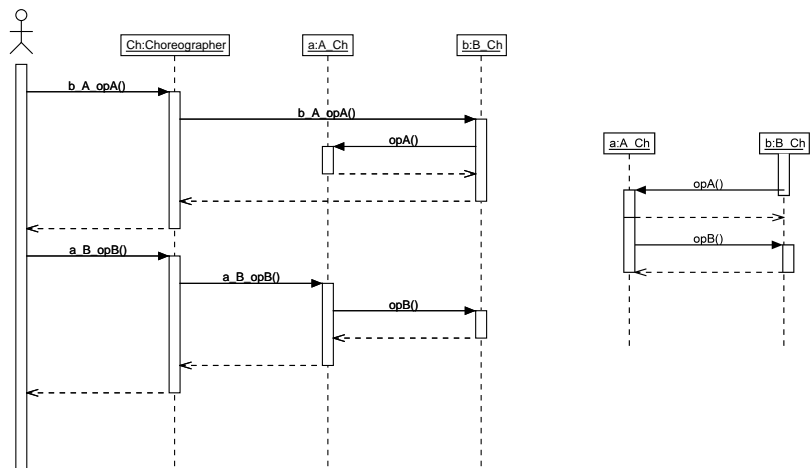 Ch:Choreographer
a:A_Ch
b:B_Ch
b_A_opA()
b_A_opA()
opA()
a_B_opB()
a_B_opB()
opB()
a:A_Ch
b:B_Ch
opA()
opB()